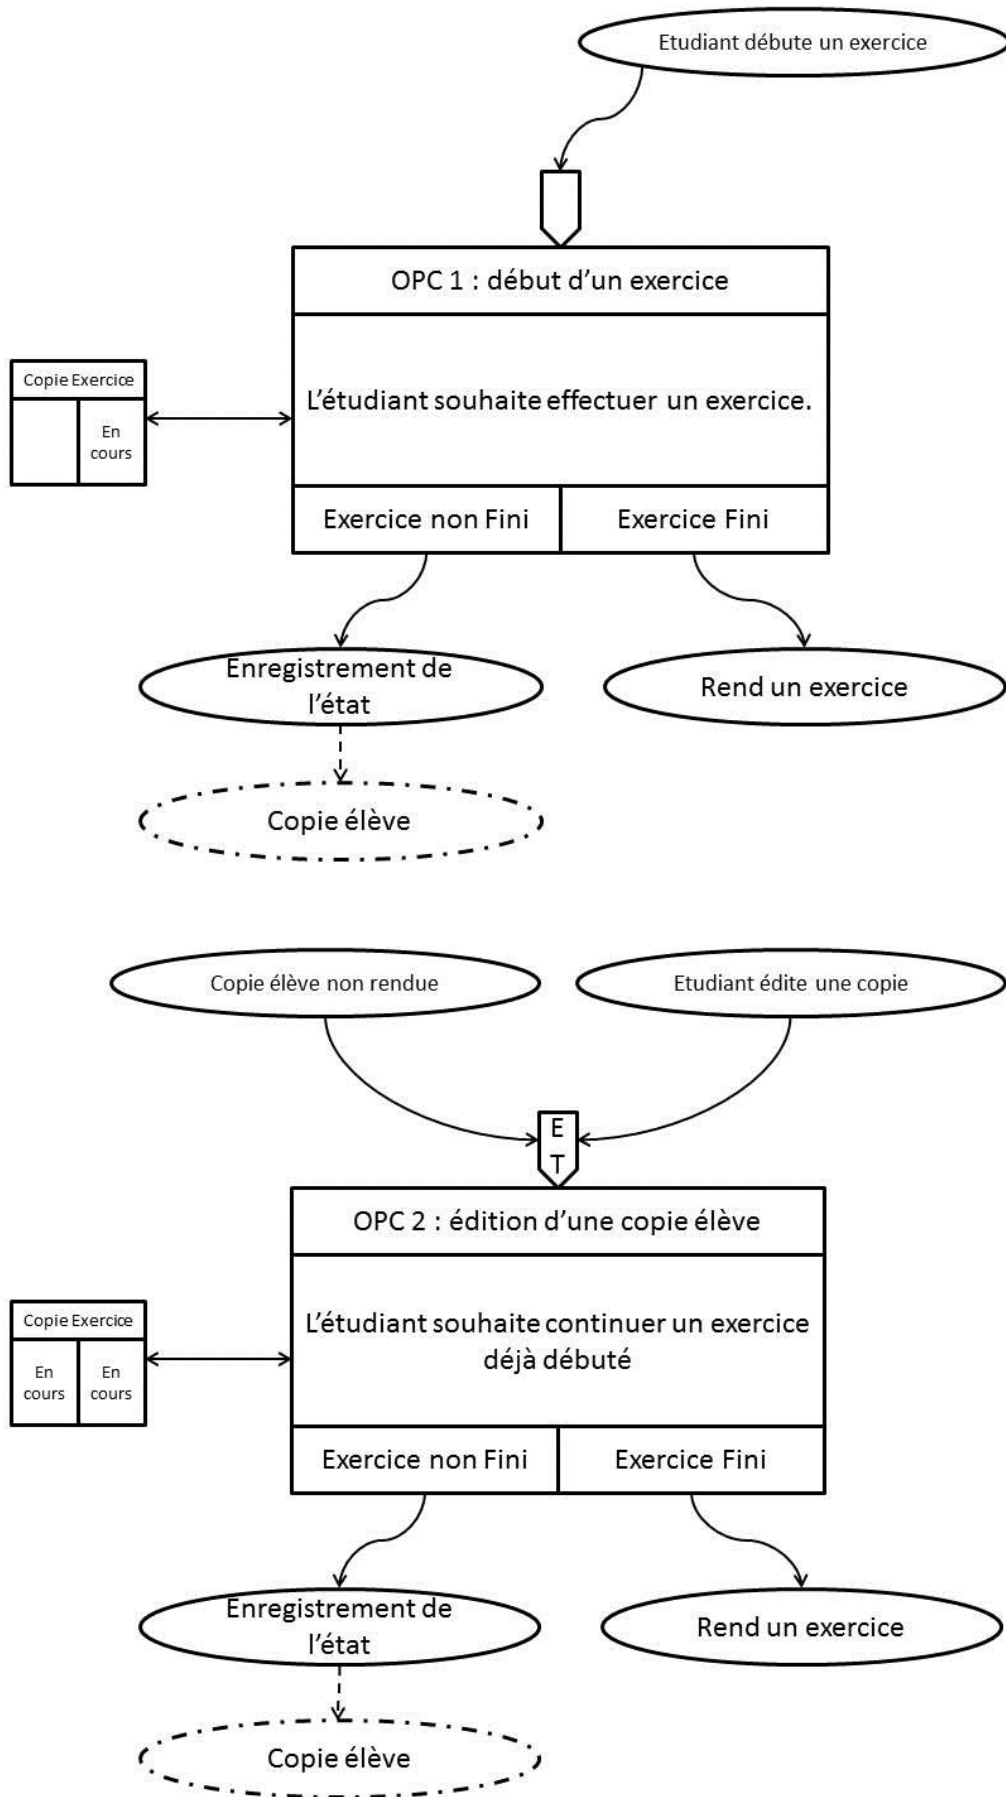 Etudiant débute un exercice
OPC 1 : début d'un exercice
Copie Exercice
En
cours
L'étudiant souhaite effectuer un exercice.
Exercice non Fini
Exercice Fini
Enregistrement de
l'état
Rend un exercice
Copie élève
Copie élève non rendue
Etudiant édite une copie
E
T
OPC 2 : édition d'une copie élève
Copie Exercice
En
cours
En
cours
L'étudiant souhaite continuer un exercice
déjà débuté
Exercice non Fini
Exercice Fini
Enregistrement de
l'état
Rend un exercice
Copie élève